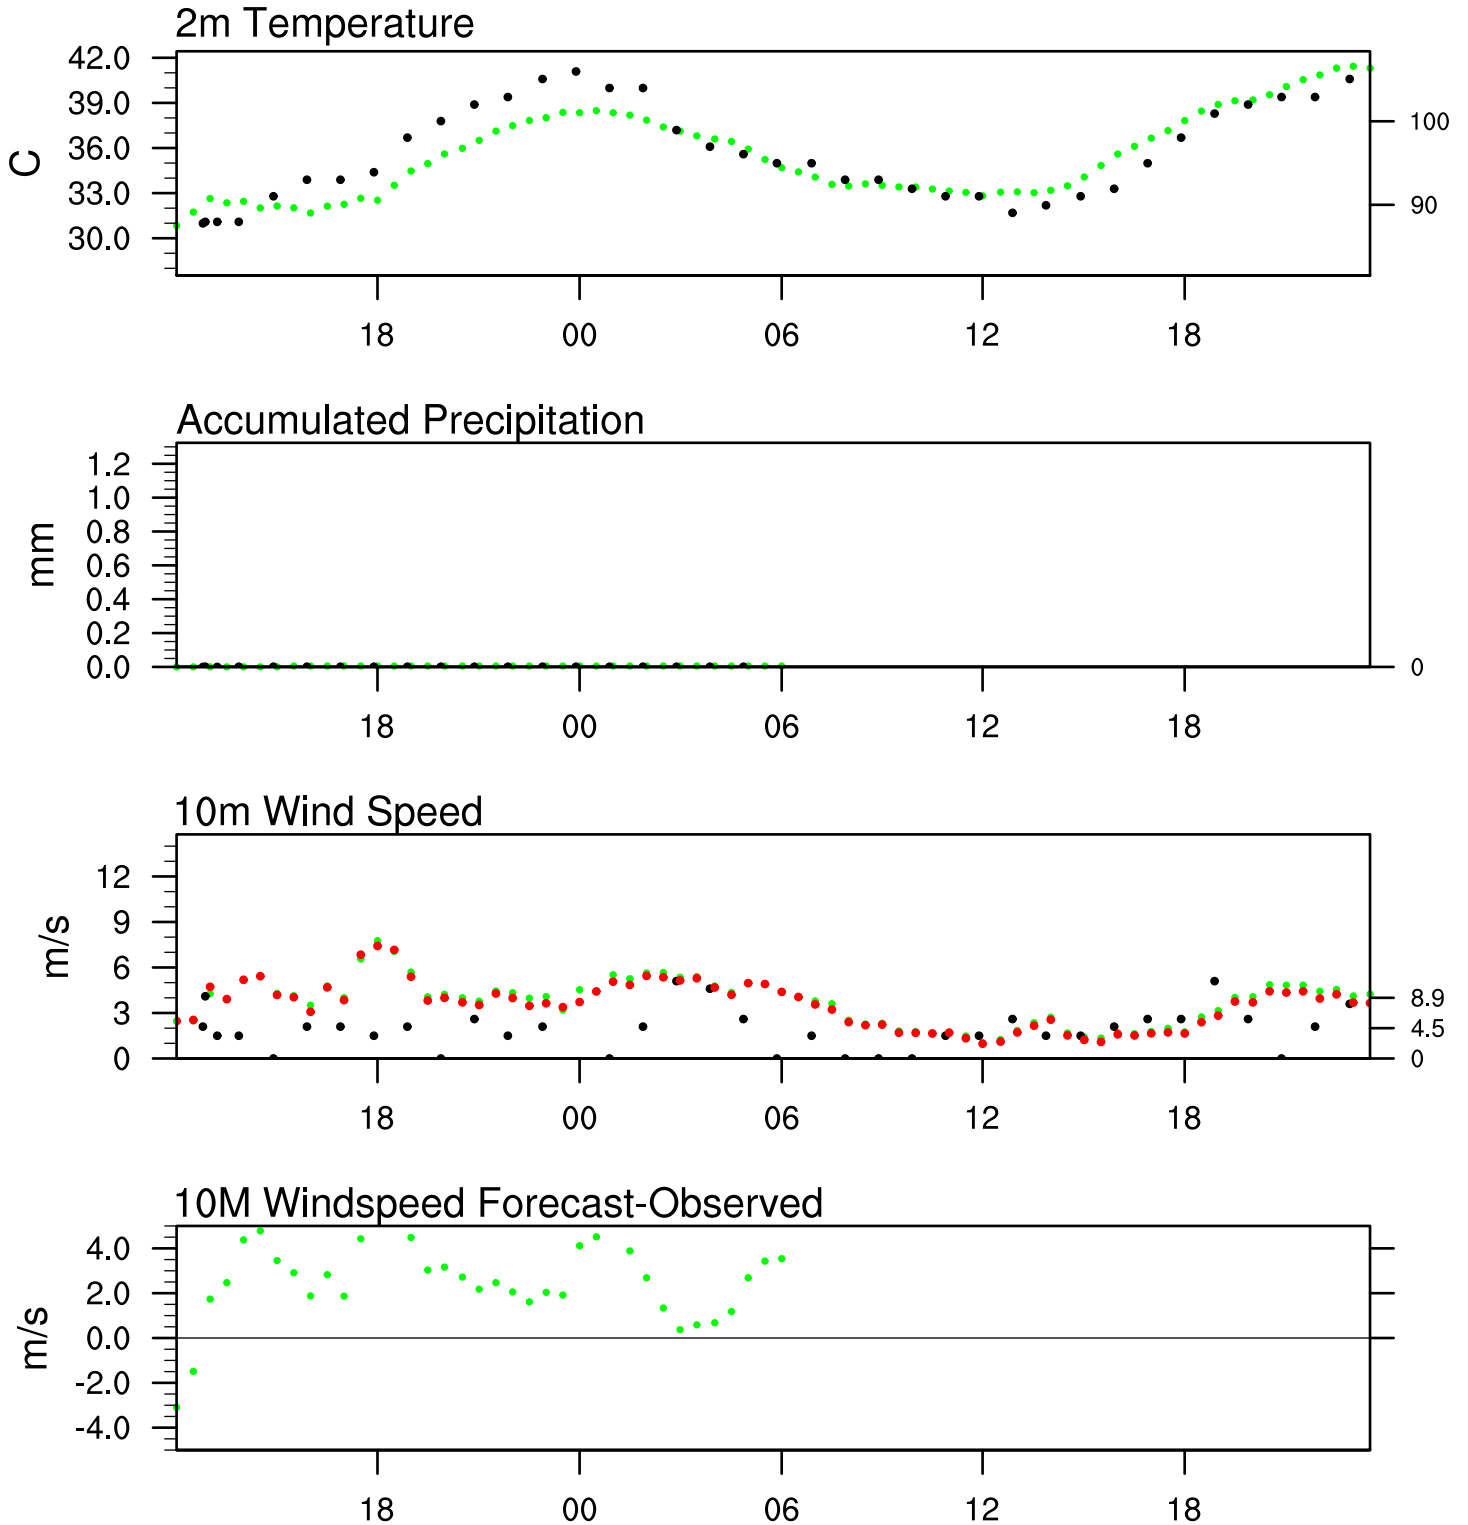 2m Temperature
42.0
39.0
36.0
33.0
30.0
C
100
90
18 00 06 12 18
Accumulated Precipitation
1.2
1.0
0.8
0.6
0.4
0.2
0.0
mm
0
18 00 06 12 18
10m Wind Speed
12
9
6
3
0
m/s
8.9
4.5
0
18 00 06 12 18
10M Windspeed Forecast-Observed
4.0
2.0
0.0
-2.0
-4.0
m/s
18 00 06 12 18